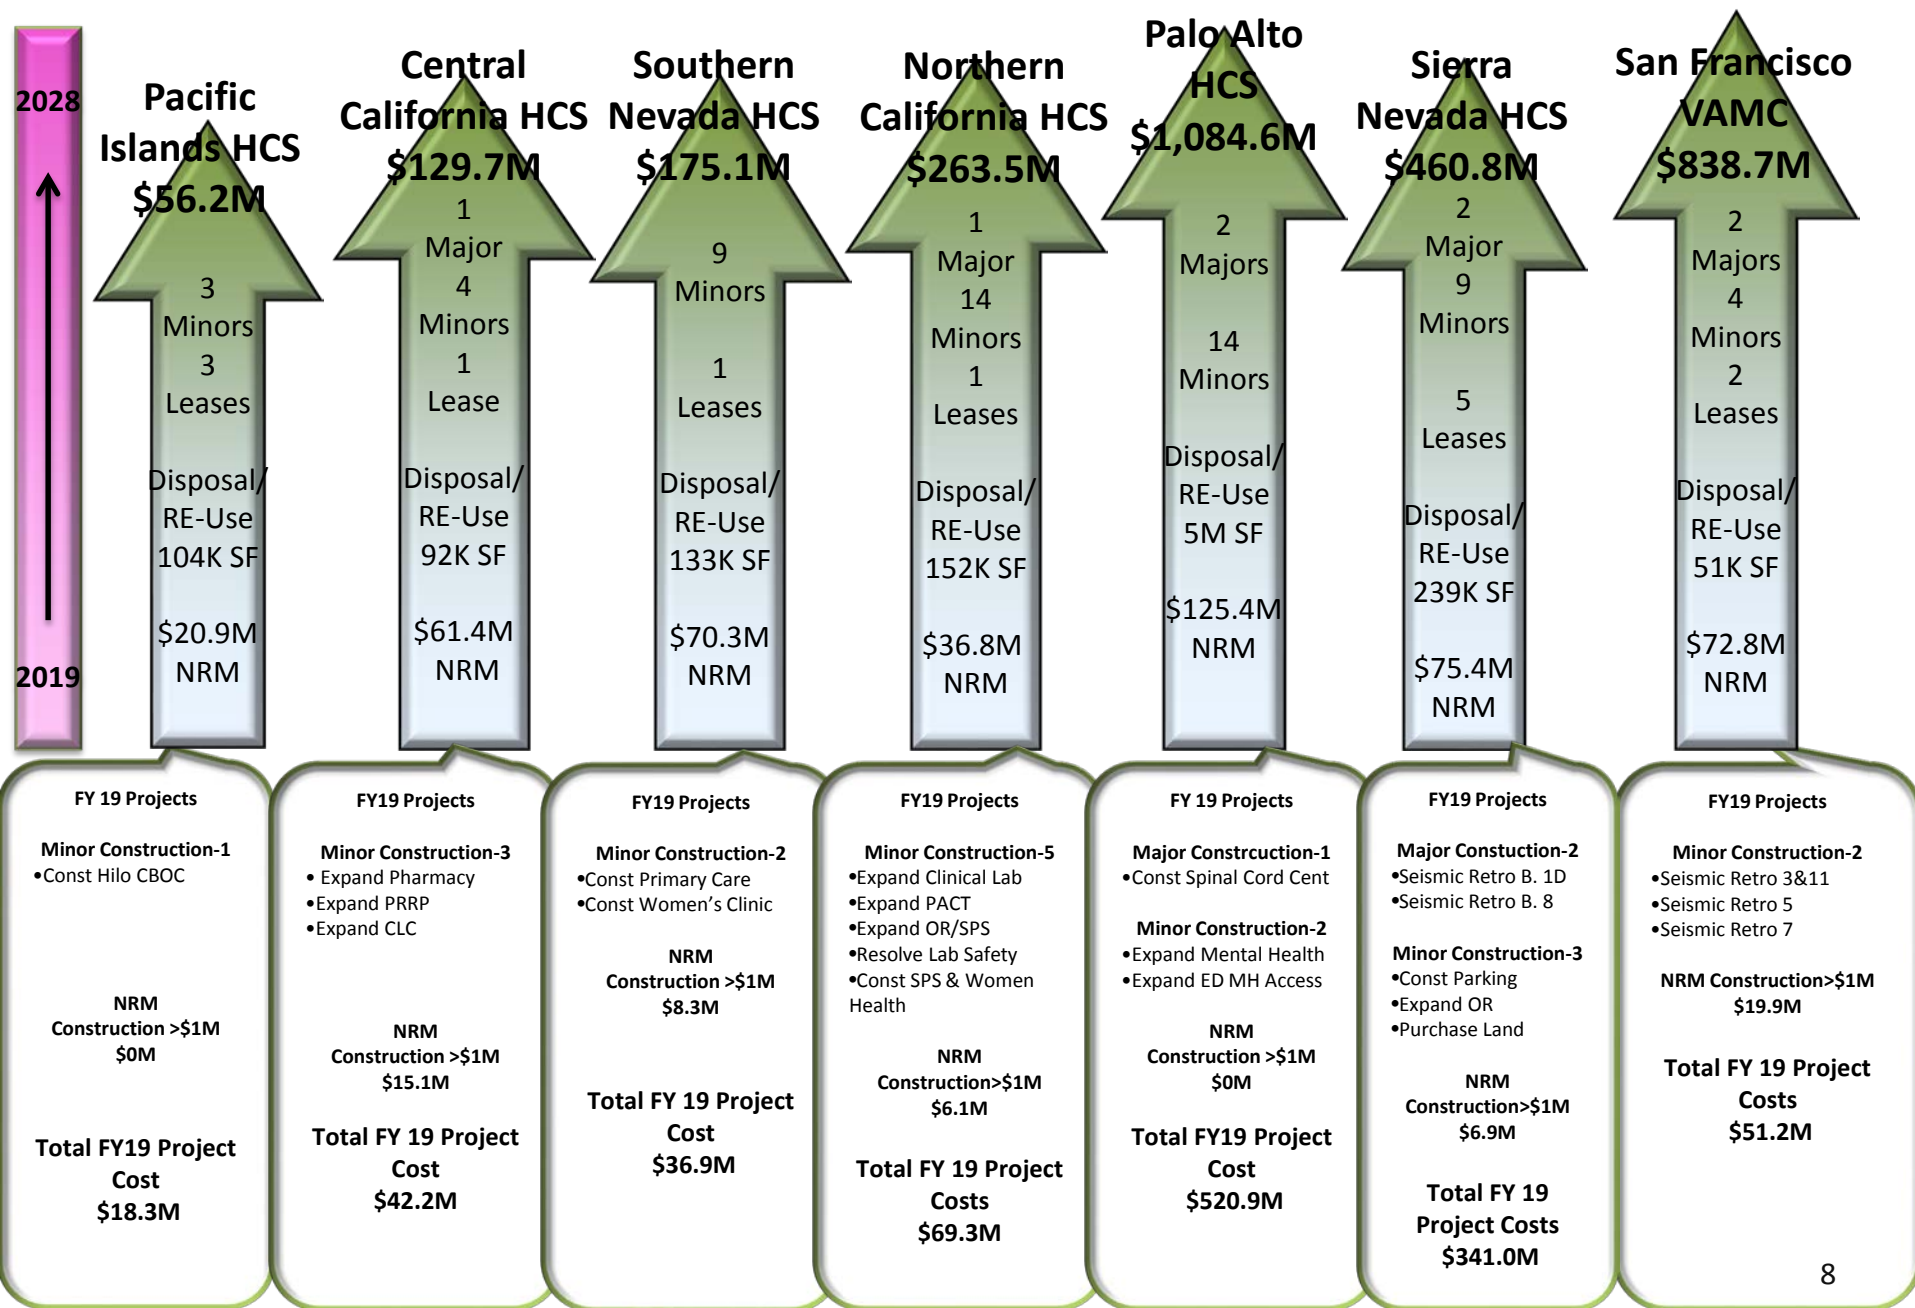 2028
2019
Pacific
Islands HCS
$56.2M
3
Minors
3
Leases
Disposal/
RE-Use
104K SF
$20.9M
NRM
Central
California HCS
$129.7M
1
Major
4
Minors
1
Lease
Disposal/
RE-Use
92K SF
$61.4M
NRM
Southern
Nevada HCS
$175.1M
9
Minors
1
Leases
Disposal/
RE-Use
133K SF
$70.3M
NRM
Northern
California HCS
$263.5M
1
Major
14
Minors
1
Leases
Disposal/
RE-Use
152K SF
$36.8M
NRM
Palo Alto
HCS
$1,084.6M
2
Majors
14
Minors
Disposal/
RE-Use
5M SF
$125.4M
NRM
Sierra
Nevada HCS
$460.8M
2
Major
9
Minors
5
Leases
Disposal/
RE-Use
239K SF
$75.4M
NRM
San Francisco
VAMC
$838.7M
2
Majors
4
Minors
2
Leases
Disposal/
RE-Use
51K SF
$72.8M
NRM
FY 19 Projects
Minor Construction-1
•Const Hilo CBOC
NRM
Construction >$1M
$0M
Total FY19 Project
Cost
$18.3M
FY19 Projects
Minor Construction-3
• Expand Pharmacy
•Expand PRRP
•Expand CLC
NRM
Construction >$1M
$15.1M
Total FY 19 Project
Cost
$42.2M
FY19 Projects
Minor Construction-2
•Const Primary Care
•Const Women’s Clinic
NRM
Construction >$1M
$8.3M
Total FY 19 Project
Cost
$36.9M
FY19 Projects
Minor Construction-5
•Expand Clinical Lab
•Expand PACT
•Expand OR/SPS
•Resolve Lab Safety
•Const SPS & Women
Health
NRM
Construction>$1M
$6.1M
Total FY 19 Project
Costs
$69.3M
FY 19 Projects
Major Constrcuction-1
•Const Spinal Cord Cent
Minor Construction-2
•Expand Mental Health
•Expand ED MH Access
NRM
Construction >$1M
$0M
Total FY19 Project
Cost
$520.9M
FY19 Projects
Major Constuction-2
•Seismic Retro B. 1D
•Seismic Retro B. 8
Minor Construction-3
•Const Parking
•Expand OR
•Purchase Land
NRM
Construction>$1M
$6.9M
Total FY 19
Project Costs
$341.0M
FY19 Projects
Minor Construction-2
•Seismic Retro 3&11
•Seismic Retro 5
•Seismic Retro 7
NRM Construction>$1M
$19.9M
Total FY 19 Project
Costs
$51.2M
8